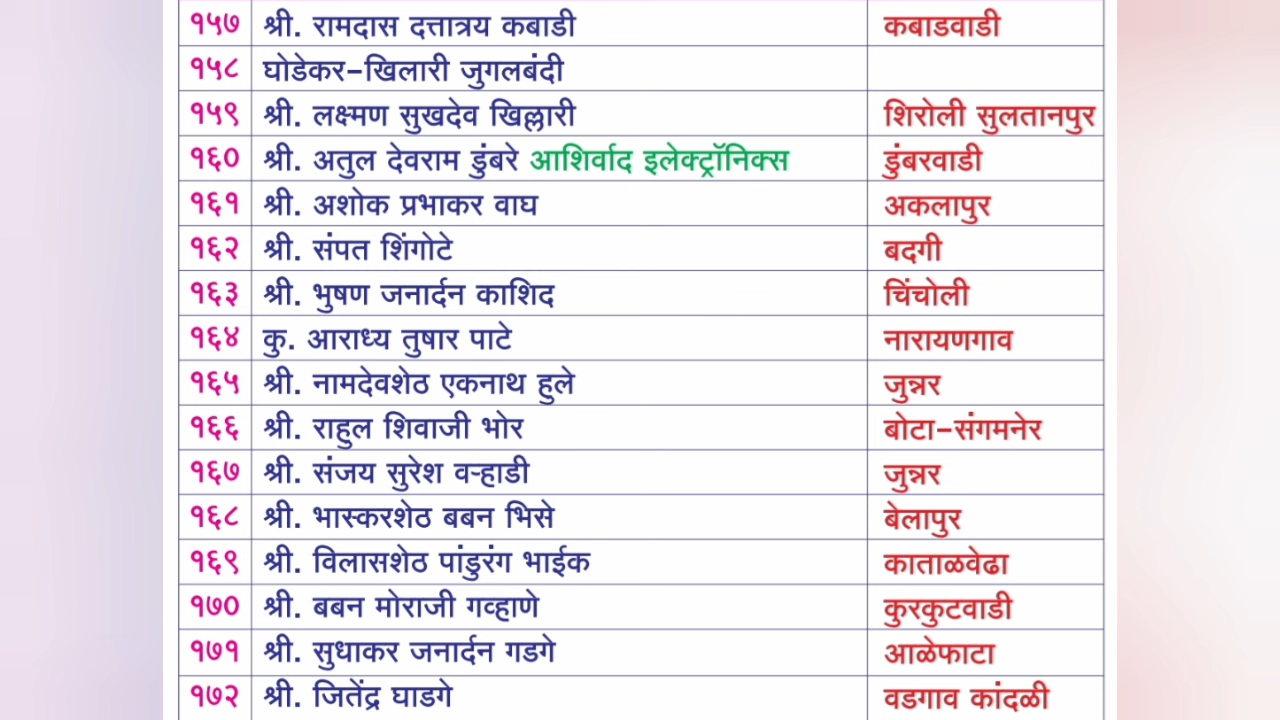 १५७ श्री. रामदास दत्तात्रय कबाडी कबाडवाडी
१५८ घोडेकर-खिलारी जुगलबंदी
१५९ श्री. लक्ष्मण सुखदेव खिल्लारी शिरोली सुलतानपुर
१६० श्री. अतुल देवराम डुंबरे आशिर्वाद इलेक्ट्रॉनिक्स डुंबरवाडी
१६१ श्री. अशोक प्रभाकर वाघ अकलापुर
१६२ श्री. संपत शिंगोटे बदगी
१६३ श्री. भुषण जनार्दन काशिद चिंचोली
१६४ कु. आराध्य तुषार पाटे नारायणगाव
१६५ श्री. नामदेवशेठ एकनाथ हुले जुन्नर
१६६ श्री. राहुल शिवाजी भोर बोटा-संगमनेर
१६७ श्री. संजय सुरेश वऱ्हाडी जुन्नर
१६८ श्री. भास्करशेठ बबन भिसे बेलापुर
१६९ श्री. विलासशेठ पांडुरंग भाईक काताळवेढा
१७० श्री. बबन मोराजी गव्हाणे कुरकुटवाडी
१७१ श्री. सुधाकर जनार्दन गडगे आळेफाटा
१७२ श्री. जितेंद्र घाडगे वडगाव कांदळी